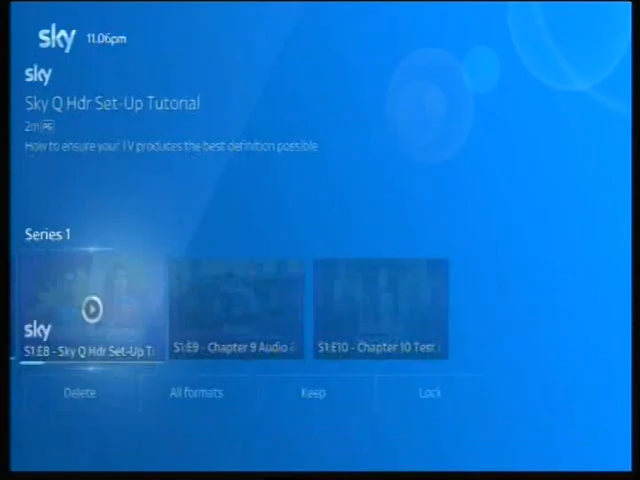 sky 11.06pm
sky
Sky Q Hdr Set-Up Tutorial
2m PG
How to ensure your TV produces the best definition possible
Series 1
sky
S1:E8 - Sky Q Hdr Set-Up T
S1:E9 - Chapter 9 Audio
S1:E10 - Chapter 10 Test
Delete All formats Keep Lock